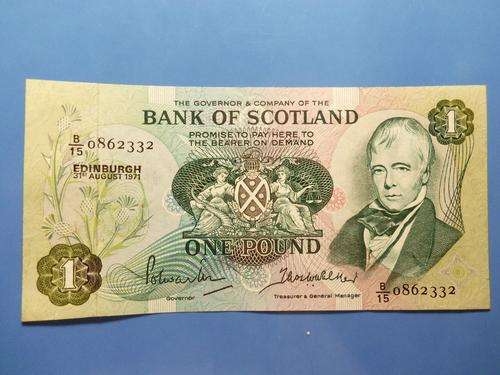 THE GOVERNOR & COMPANY OF THE
BANK OF SCOTLAND
PROMISE TO PAY HERE TO
THE BEARER ON DEMAND
1
B/15 0862332
EDINBURGH
31ST AUGUST 1971
ONE POUND
1
Governor
Treasurer & General Manager
B/15 0862332